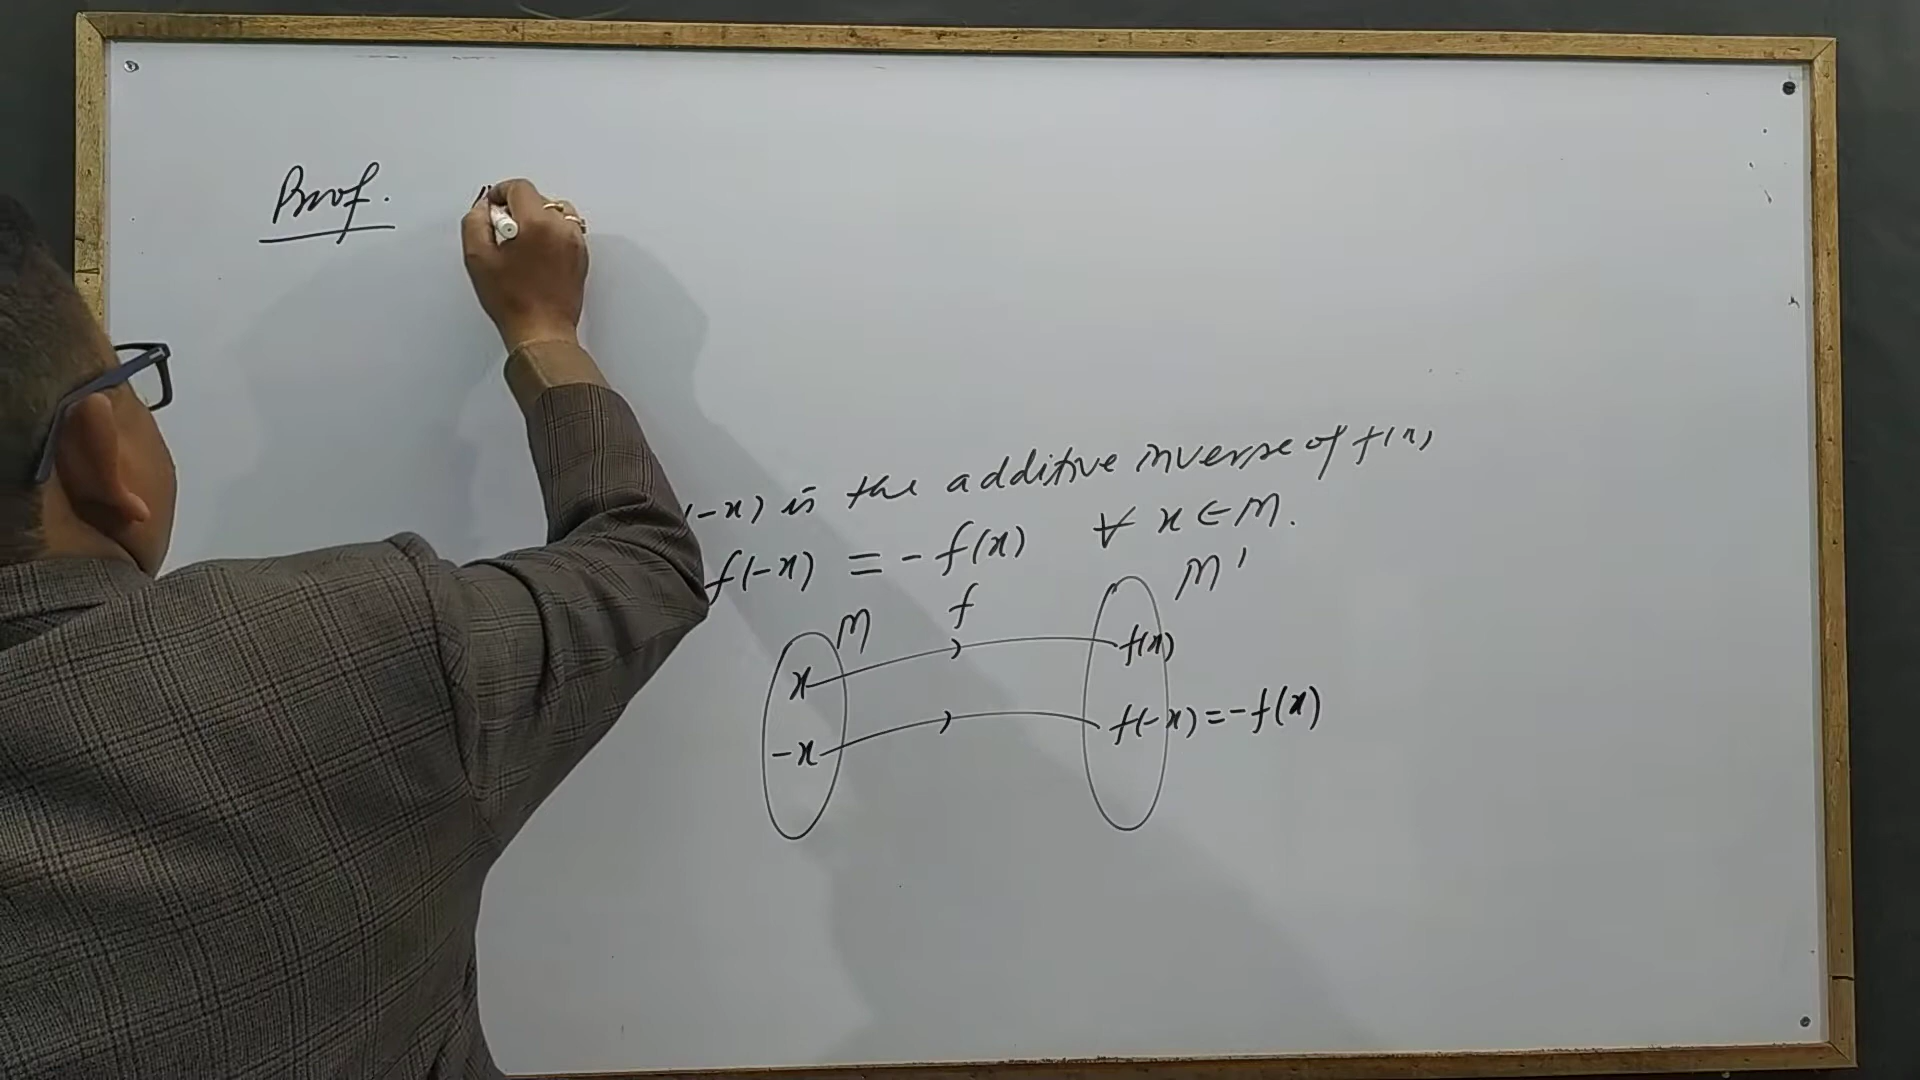 Proof.
(-x) is the additive inverse of f(x)
f(-x) = -f(x) ∀ x ∈ M.
M f M'
x f(x)
-x f(-x) = -f(x)